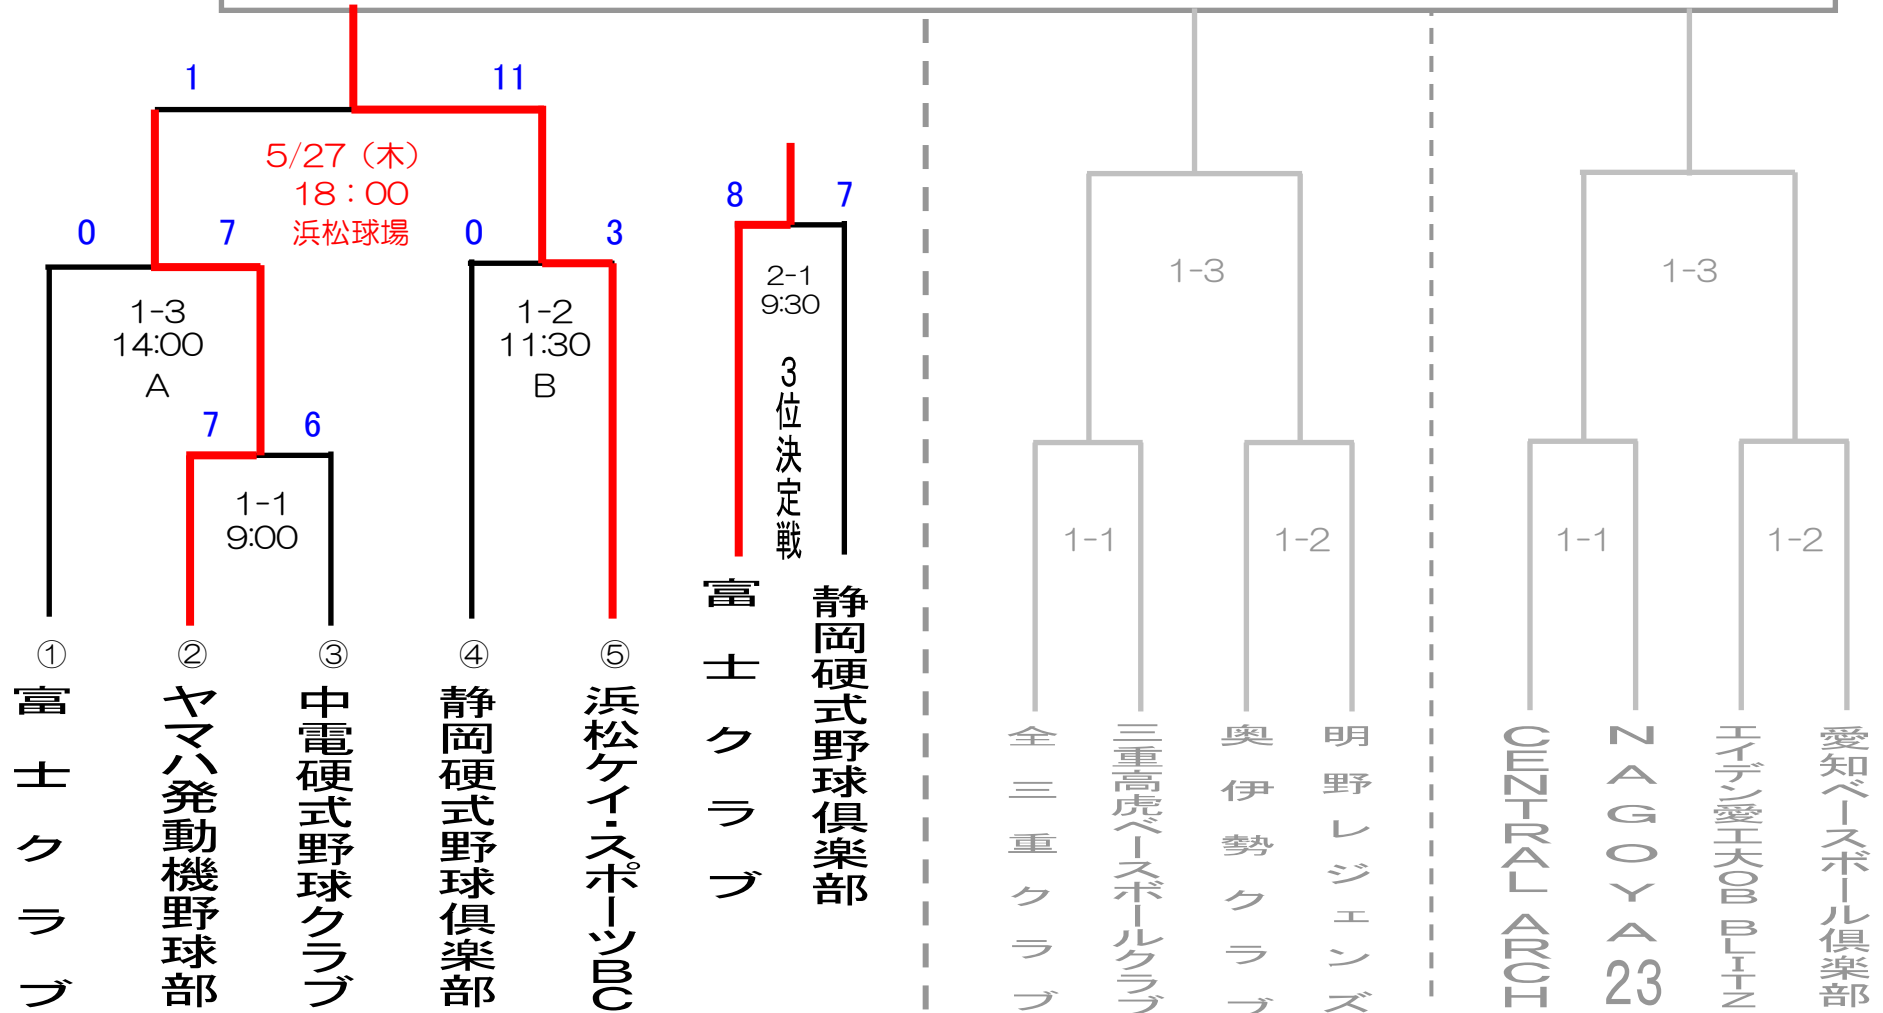 1
11
5/27（木）
18：00
浜松球場
0
7
0
3
8
7
2-1
9:30
1-3
14:00
A
1-2
11:30
B
3位決定戦
7
6
1-1
9:00
富士クラブ
静岡硬式野球倶楽部
①
②
③
④
⑤
富士クラブ
ヤマハ発動機野球部
中電硬式野球クラブ
静岡硬式野球倶楽部
浜松ケイ・スポーツBC
1-3
1-1
1-2
全三重クラブ
三重高虎ベースボールクラブ
奥伊勢クラブ
明野レジェンズ
1-3
1-1
1-2
CENTRAL ARCH
NAGOYA23
エイデン愛工大OB BLITZ
愛知ベースボール倶楽部